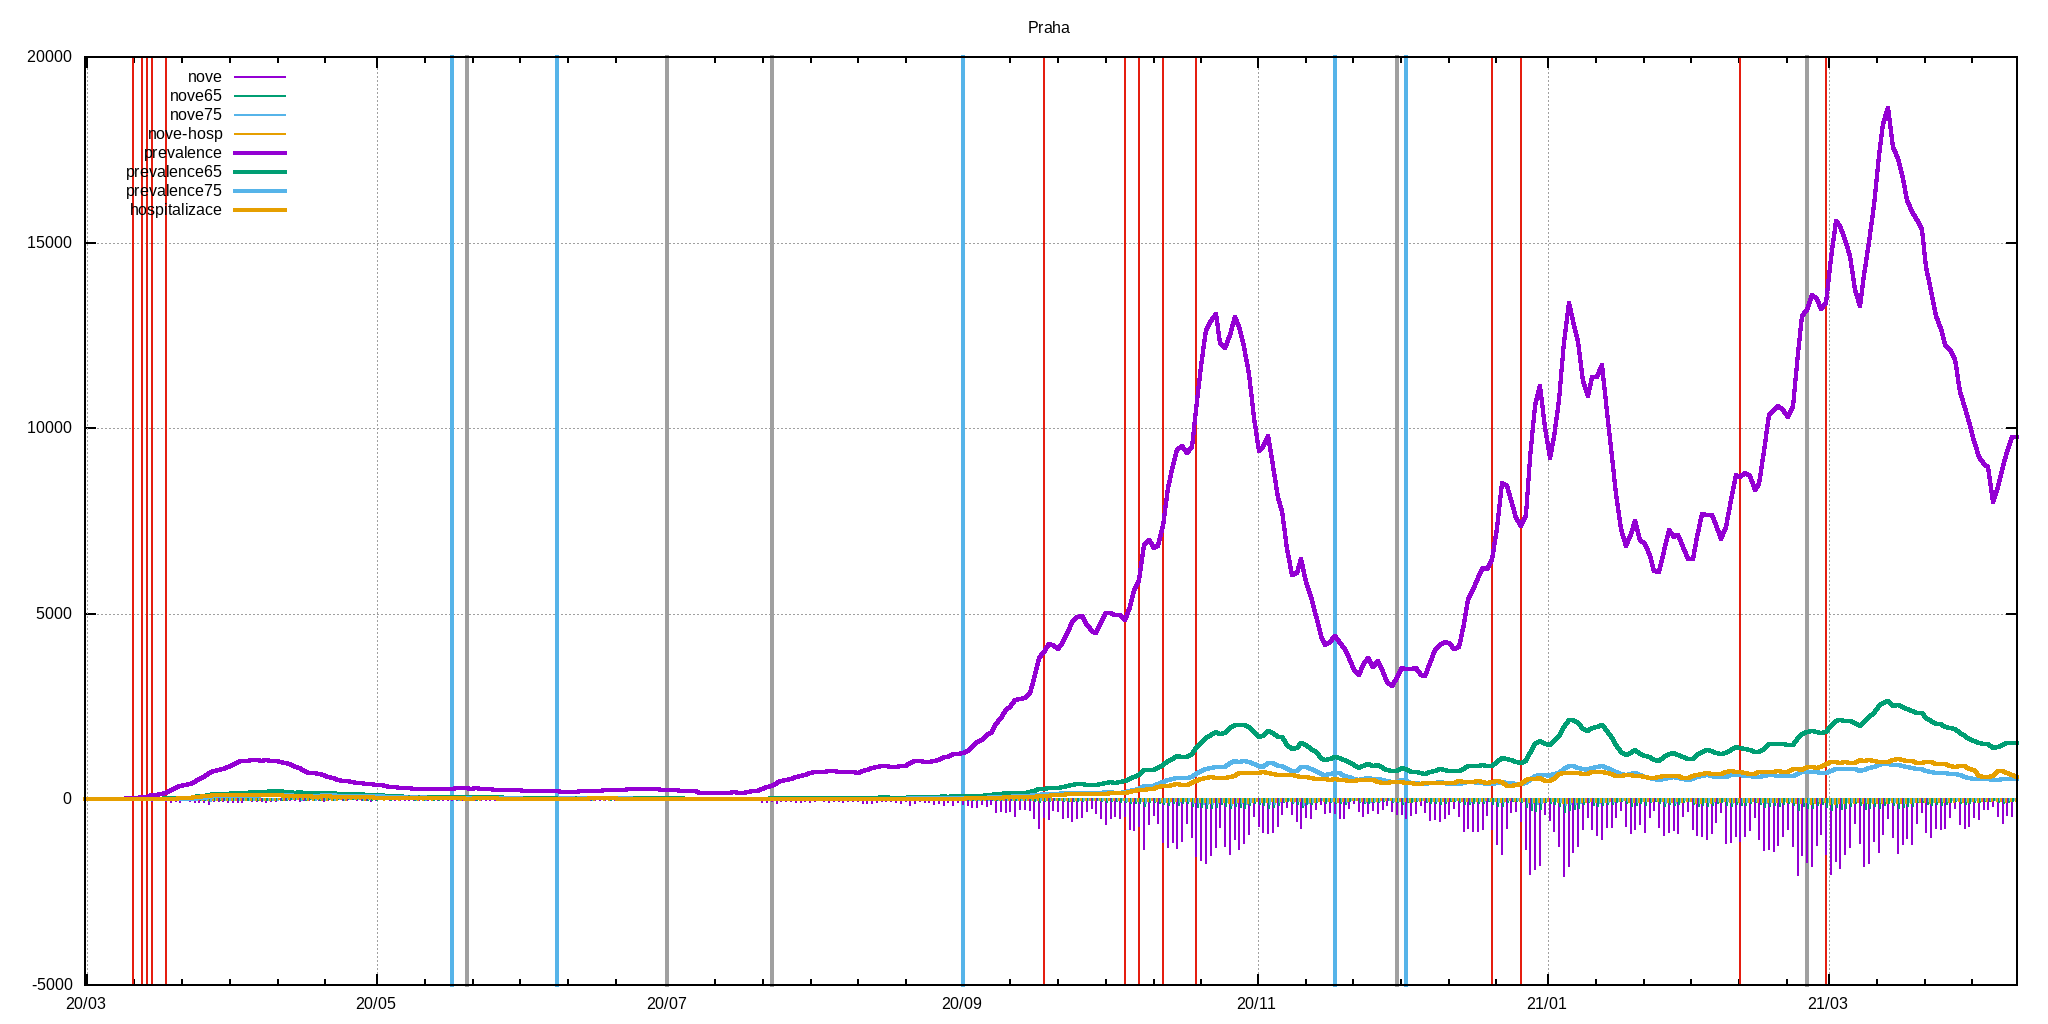 Praha
20000
15000
10000
5000
0
-5000
nove
nove65
nove75
nove-hosp
prevalence
prevalence65
prevalence75
hospitalizace
20/03 20/05 20/07 20/09 20/11 21/01 21/03